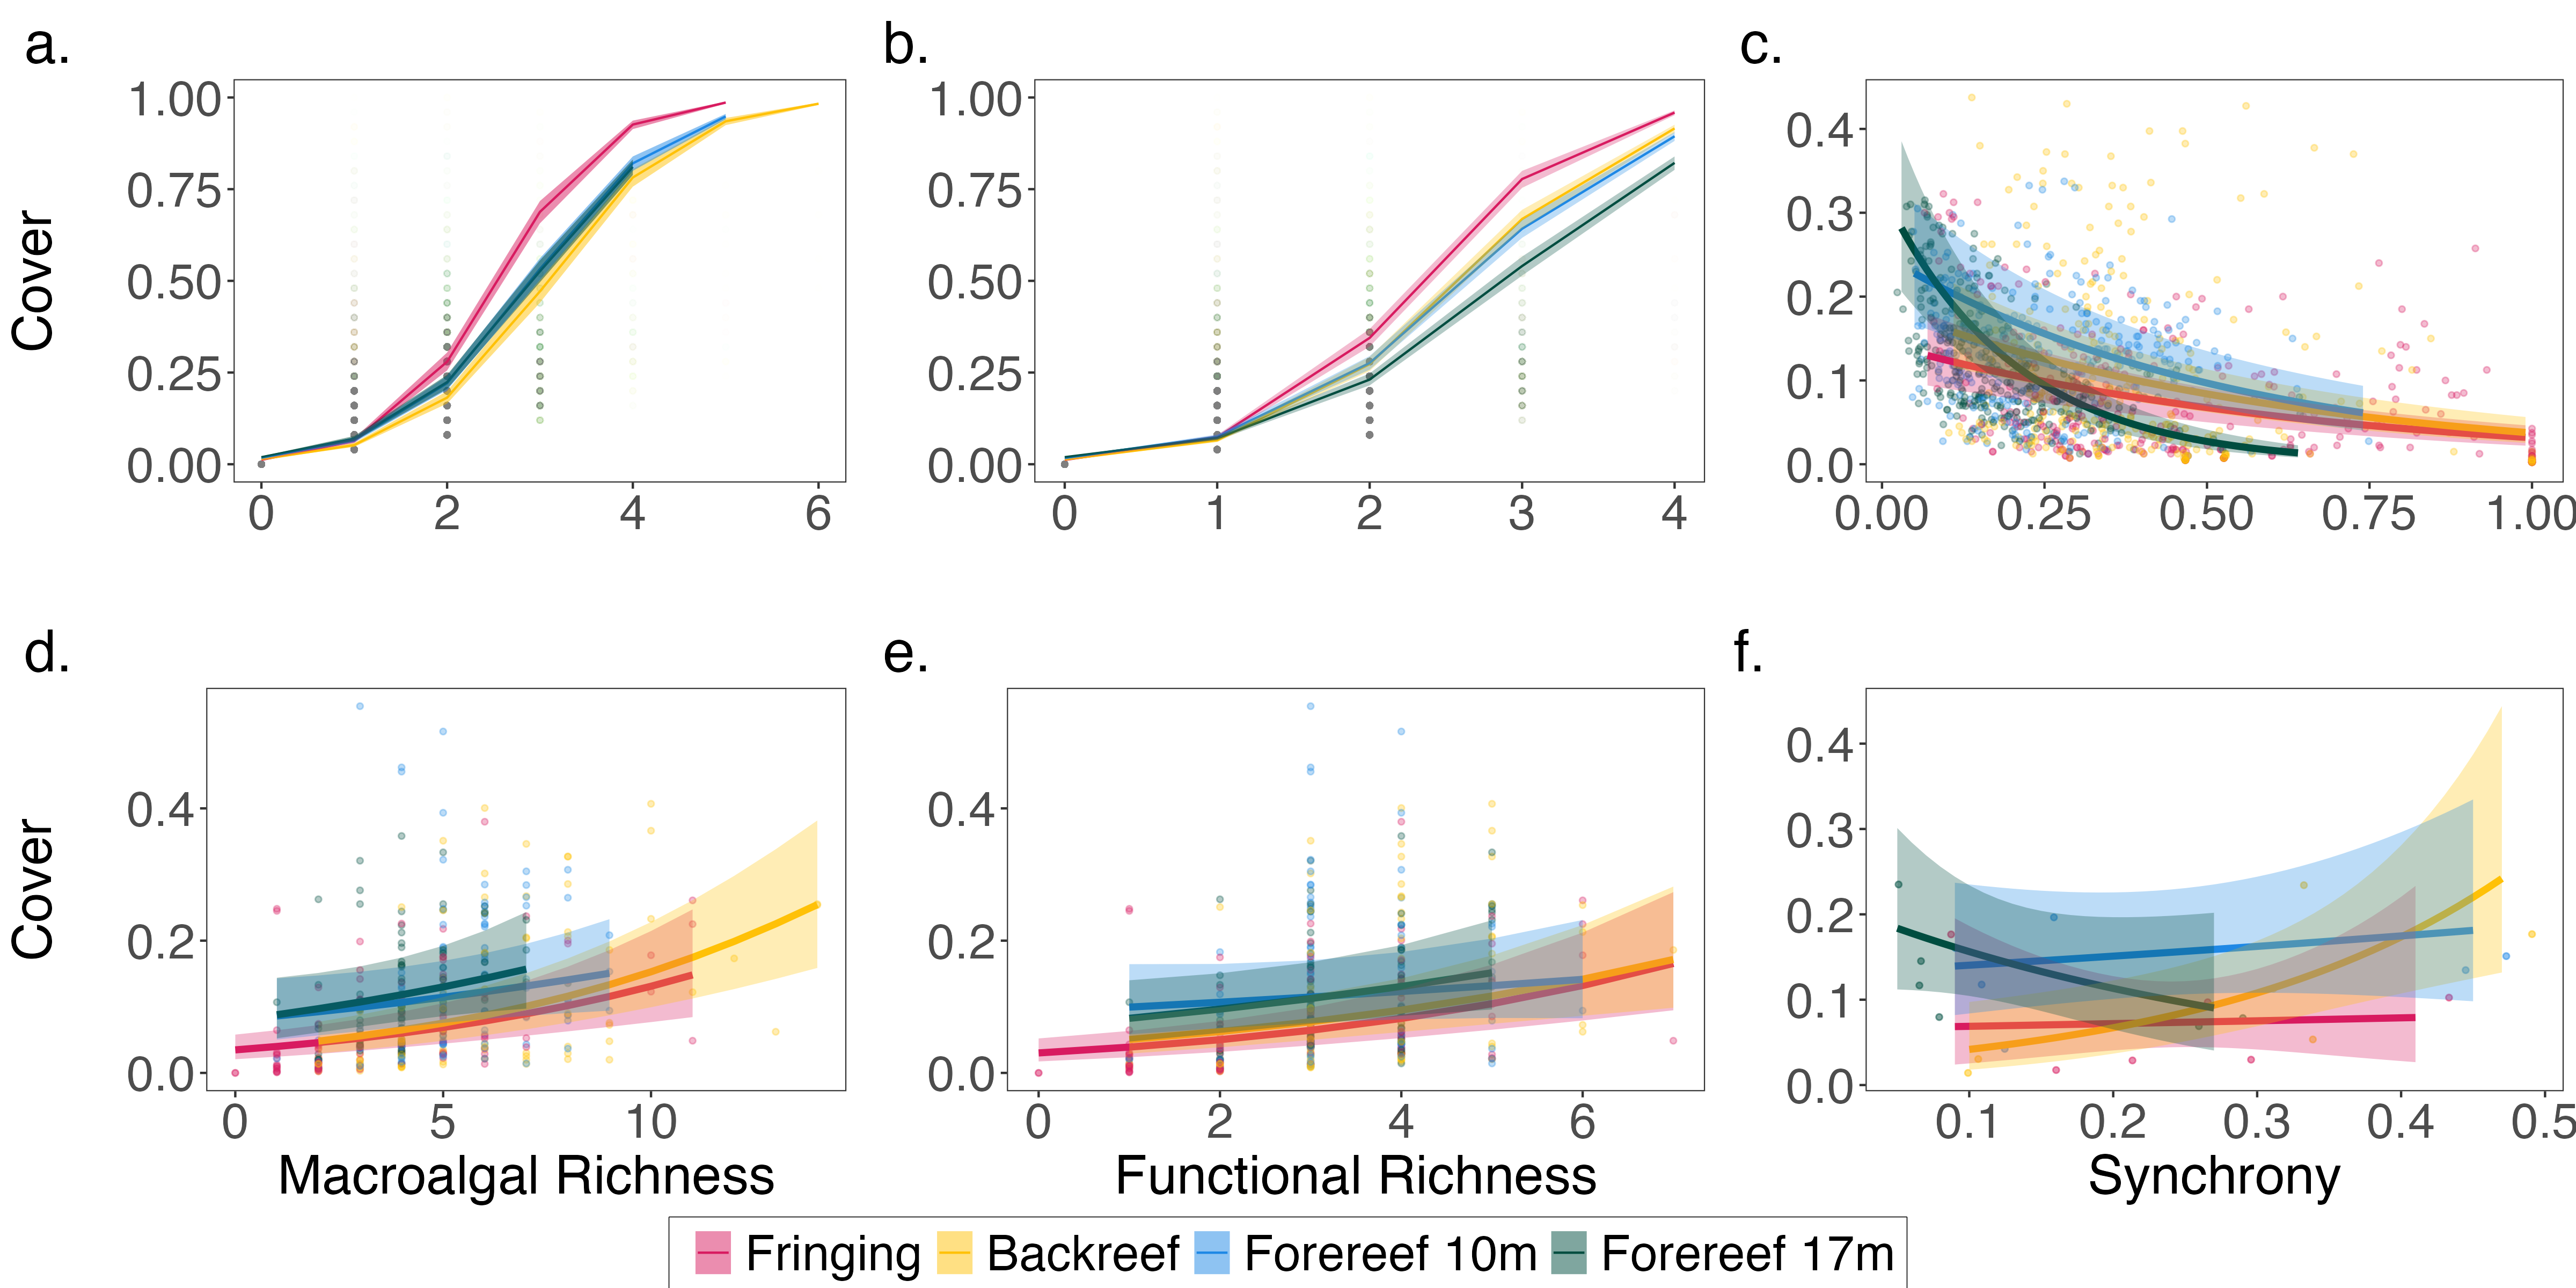 a. b. c.
1.00 1.00
0.4
0.75 0.75
0.3
Cover
0.50 0.50
0.2
0.25 0.25
0.1
0.00 0.00 0.0
0 2 4 6 0 1 2 3 4 0.00 0.25 0.50 0.75 1.00
d. e. f.
0.4
0.4 0.4
0.3
Cover
0.2 0.2 0.2
0.1
0.0 0.0 0.0
0 5 10 0 2 4 6 0.1 0.2 0.3 0.4 0.5
Macroalgal Richness Functional Richness Synchrony
Fringing Backreef Forereef 10m Forereef 17m